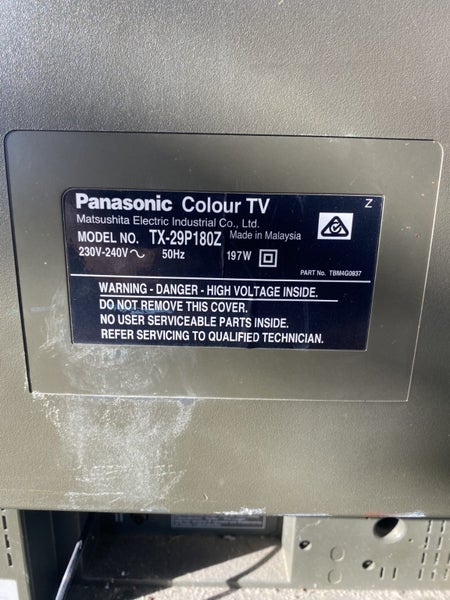 Panasonic Colour TV
Z
Matsushita Electric Industrial Co., Ltd.
MODEL NO. TX-29P180Z Made in Malaysia
230V-240V～ 50Hz 197W
PART No. TBM4G0937
WARNING - DANGER - HIGH VOLTAGE INSIDE.
DO NOT REMOVE THIS COVER.
NO USER SERVICEABLE PARTS INSIDE.
REFER SERVICING TO QUALIFIED TECHNICIAN.